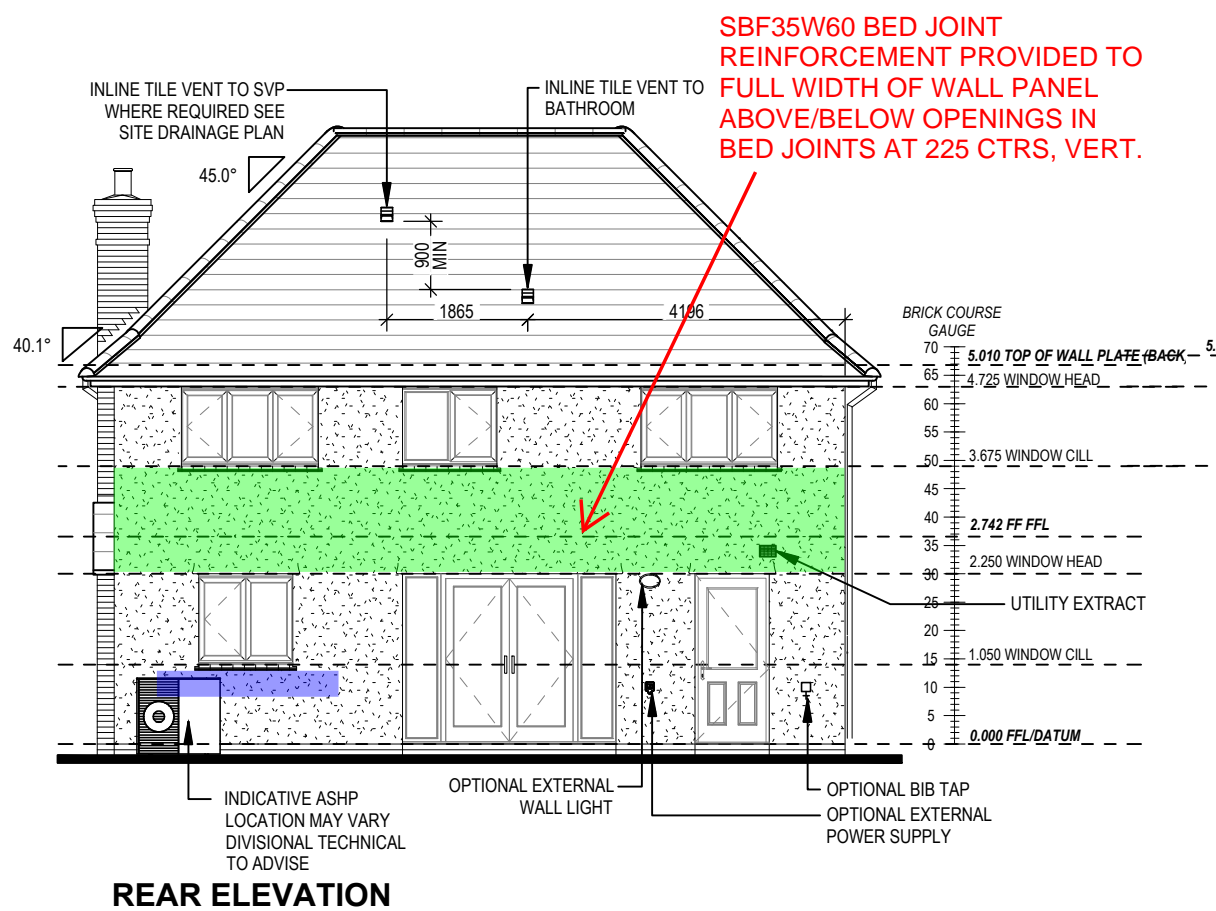 SBF35W60 BED JOINT
REINFORCEMENT PROVIDED TO
FULL WIDTH OF WALL PANEL
ABOVE/BELOW OPENINGS IN
BED JOINTS AT 225 CTRS, VERT.
INLINE TILE VENT TO SVP
WHERE REQUIRED SEE
SITE DRAINAGE PLAN
INLINE TILE VENT TO
BATHROOM
45.0°
900
MIN
1865
4196
40.1°
BRICK COURSE
GAUGE
70
5.010 TOP OF WALL PLATE (BACK,
5.
65
4.725 WINDOW HEAD
60
55
50
3.675 WINDOW CILL
45
40
2.742 FF FFL
35
2.250 WINDOW HEAD
30
25
UTILITY EXTRACT
20
15
1.050 WINDOW CILL
10
5
0
0.000 FFL/DATUM
INDICATIVE ASHP
LOCATION MAY VARY
DIVISIONAL TECHNICAL
TO ADVISE
OPTIONAL EXTERNAL
WALL LIGHT
OPTIONAL BIB TAP
OPTIONAL EXTERNAL
POWER SUPPLY
REAR ELEVATION